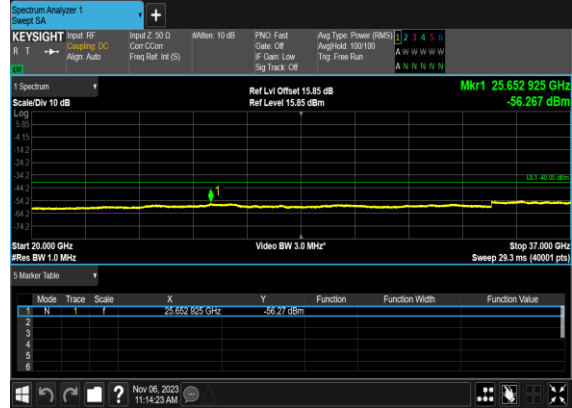 Spectrum Analyzer 1
Swept SA
+
KEYSIGHT Input: RF Input Z: 50 Ω #Atten: 10 dB PNO: Fast Avg Type: Power (RMS) 1 2 3 4 5 6
R T Coupling: DC Corr CCorr Gate: Off Avg|Hold: 100/100 A W W W W W
Align: Auto Freq Ref: Int (S) IF Gain: Low Trig: Free Run
Sig Track: Off A N N N N N
1 Spectrum Ref Lvl Offset 15.85 dB Mkr1 25.652 925 GHz
Scale/Div 10 dB Ref Level 15.85 dBm -56.267 dBm
Log
5.85
-4.15
-14.2
-24.2
-34.2 DL1 -40.00 dBm
-44.2 1
-54.2
-64.2
-74.2
Start 20.000 GHz Video BW 3.0 MHz* Stop 37.000 GHz
#Res BW 1.0 MHz Sweep 29.3 ms (40001 pts)
5 Marker Table
Mode Trace Scale X Y Function Function Width Function Value
1 N 1 f 25.652 925 GHz -56.27 dBm
2
3
4
5
6
? Nov 06, 2023
11:14:23 AM